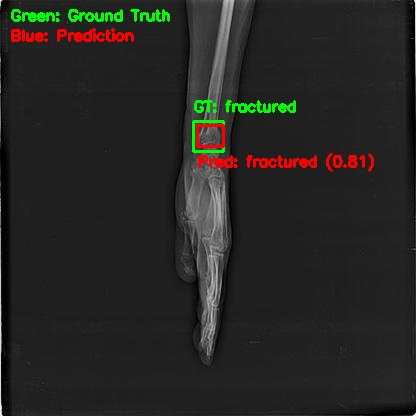 Green: Ground Truth
Blue: Prediction
GT: fractured
Pred: fractured (0.81)